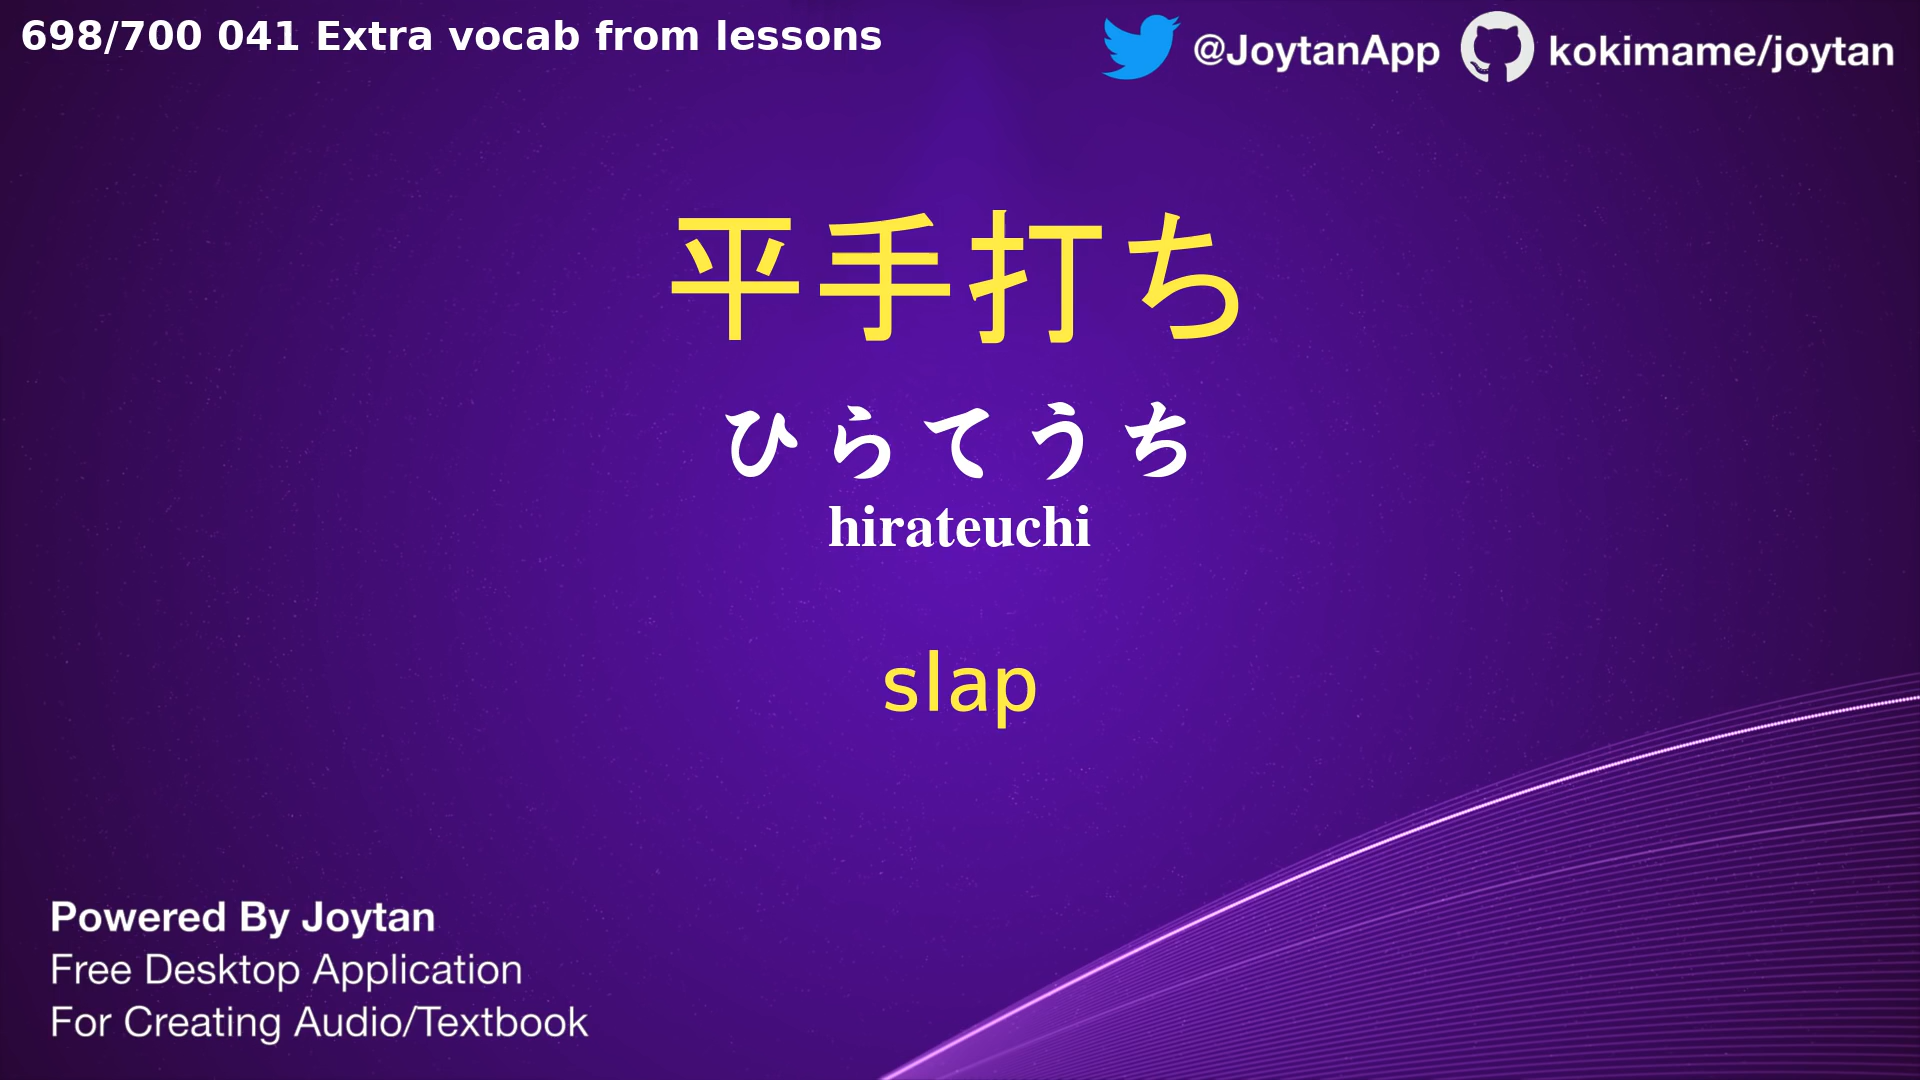 698/700 041 Extra vocab from lessons
@JoytanApp
kokimame/joytan
平手打ち
ひらてうち
hirateuchi
slap
Powered By Joytan
Free Desktop Application
For Creating Audio/Textbook